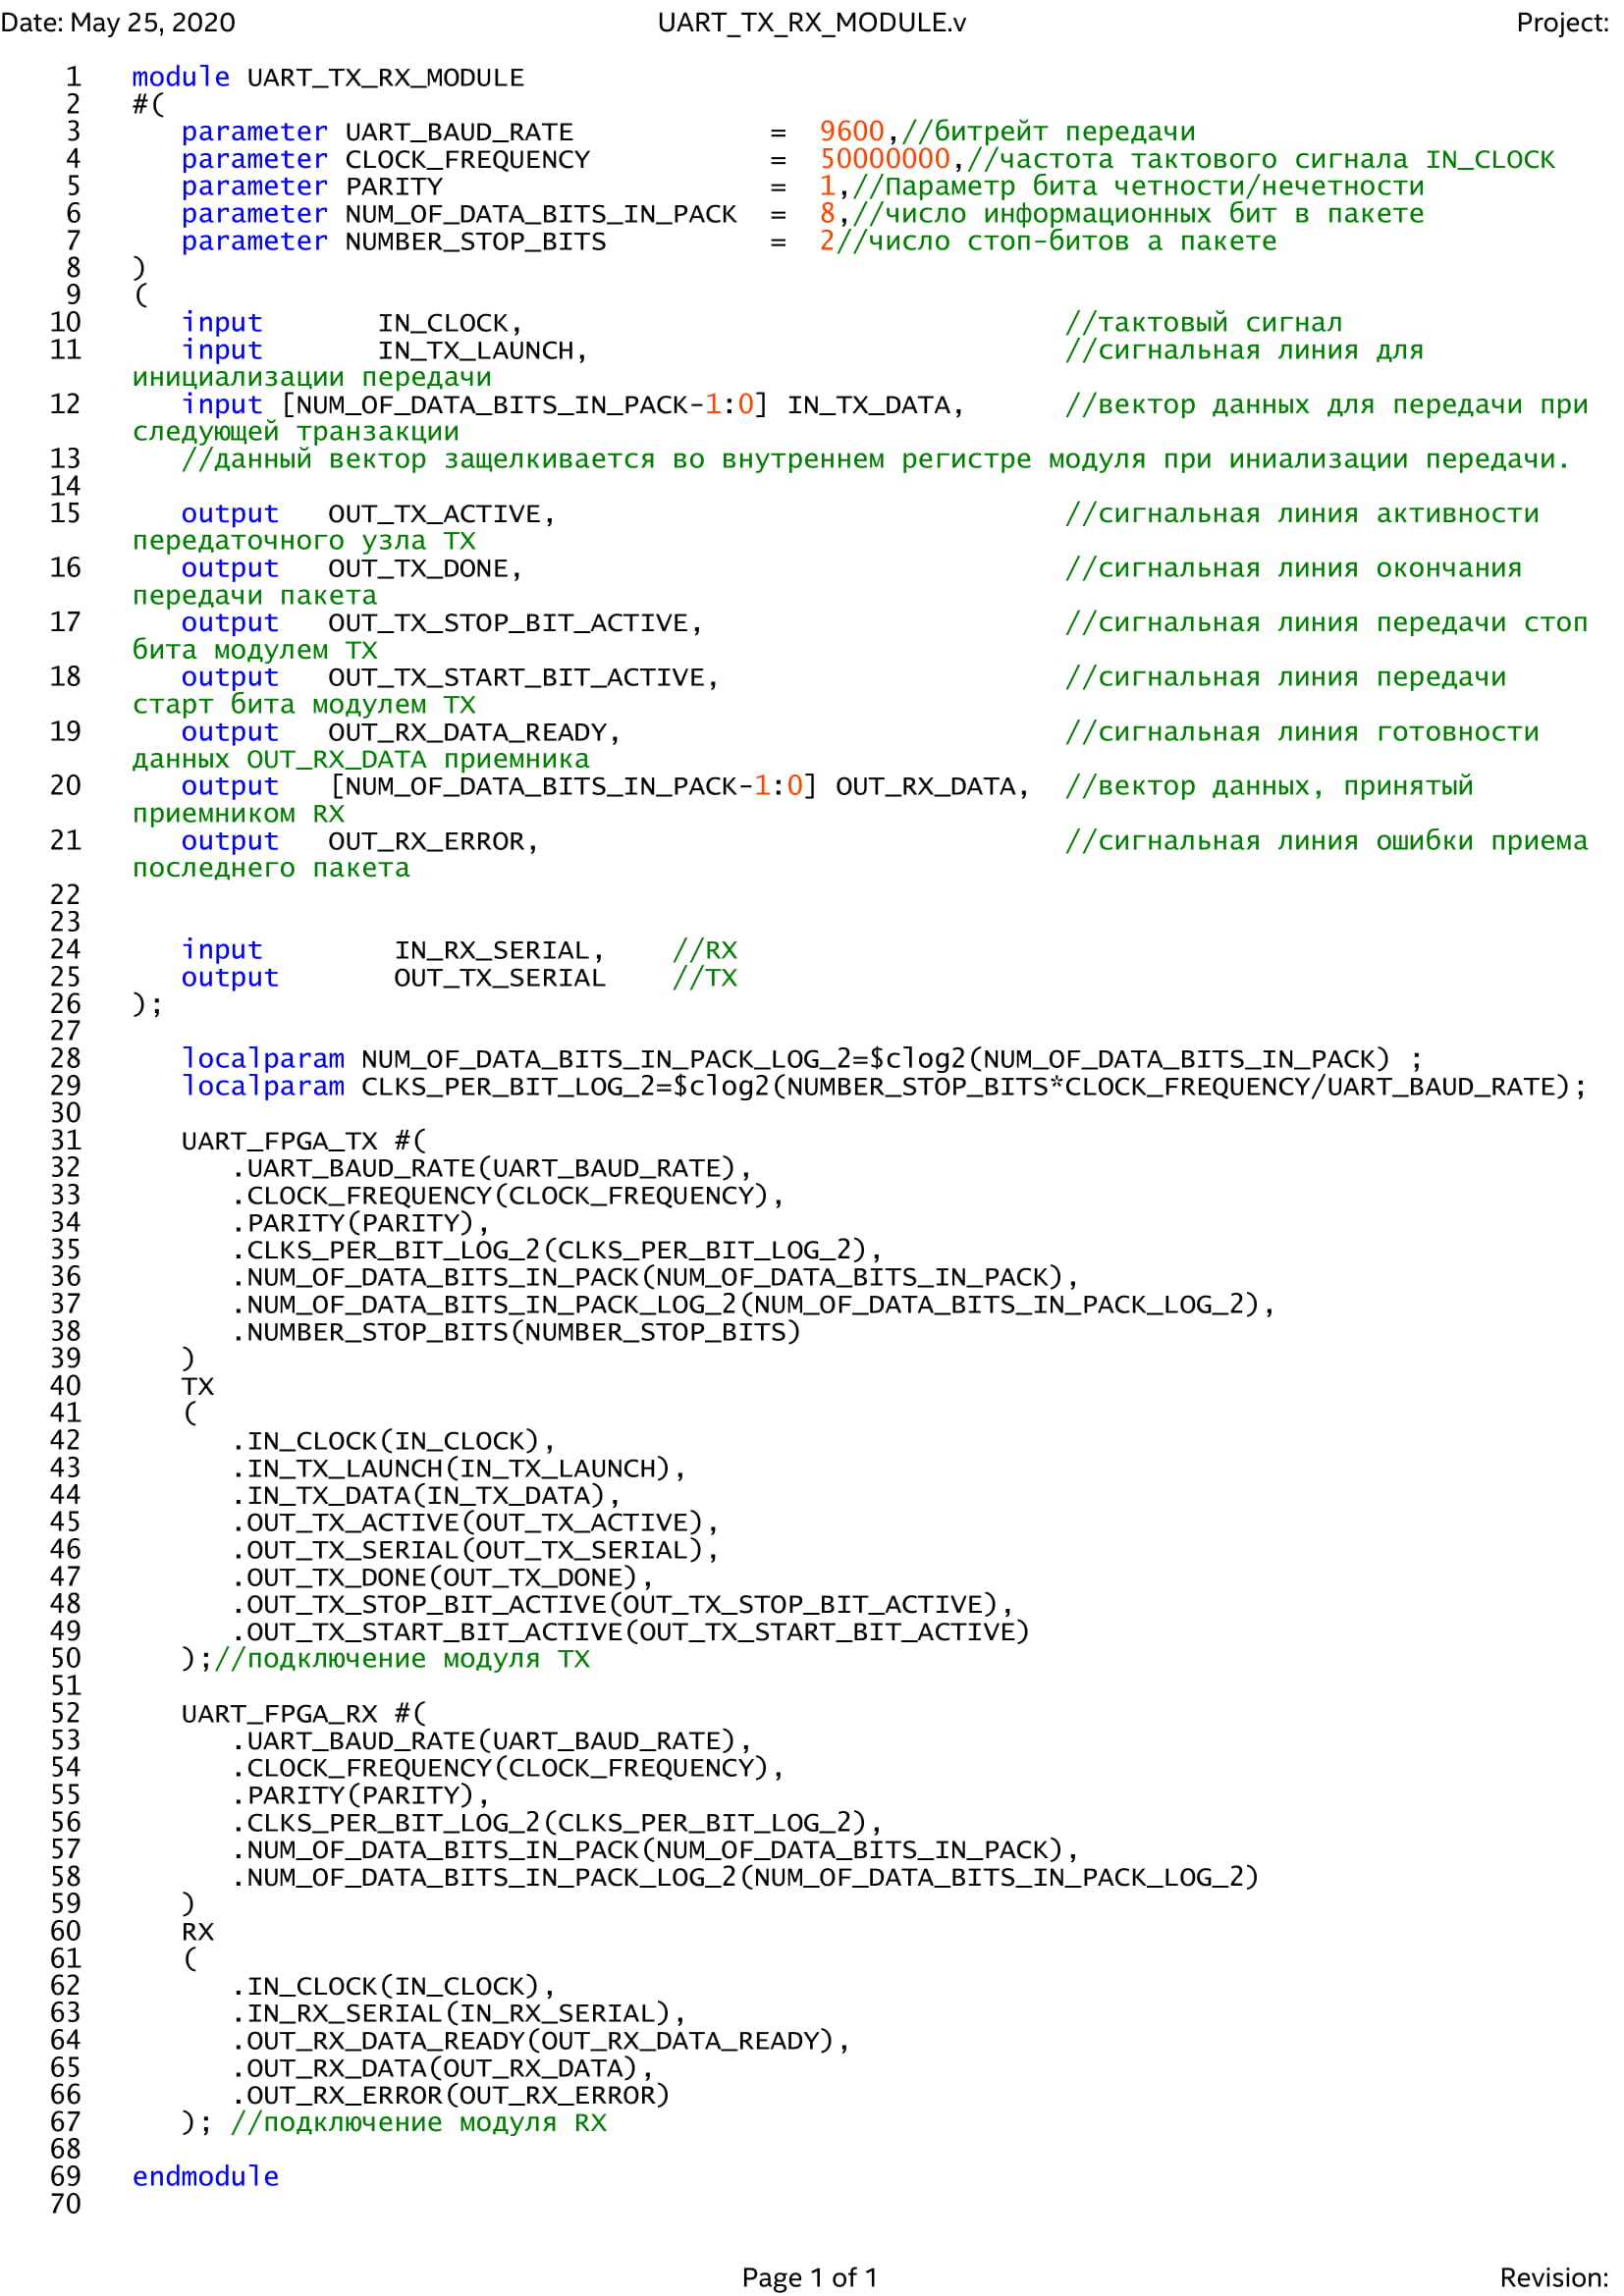 Date: May 25, 2020 UART_TX_RX_MODULE.v Project:
1 module UART_TX_RX_MODULE
2 #(
3 parameter UART_BAUD_RATE = 9600,//битрейт передачи
4 parameter CLOCK_FREQUENCY = 50000000,//частота тактового сигнала IN_CLOCK
5 parameter PARITY = 1,//Параметр бита четности/нечетности
6 parameter NUM_OF_DATA_BITS_IN_PACK = 8,//число информационных бит в пакете
7 parameter NUMBER_STOP_BITS = 2//число стоп-битов а пакете
8 )
9 (
10 input IN_CLOCK, //тактовый сигнал
11 input IN_TX_LAUNCH, //сигнальная линия для
инициализации передачи
12 input [NUM_OF_DATA_BITS_IN_PACK-1:0] IN_TX_DATA, //вектор данных для передачи при
следующей транзакции
13 //данный вектор защелкивается во внутреннем регистре модуля при иниализации передачи.
14
15 output OUT_TX_ACTIVE, //сигнальная линия активности
передаточного узла TX
16 output OUT_TX_DONE, //сигнальная линия окончания
передачи пакета
17 output OUT_TX_STOP_BIT_ACTIVE, //сигнальная линия передачи стоп
бита модулем TX
18 output OUT_TX_START_BIT_ACTIVE, //сигнальная линия передачи
старт бита модулем TX
19 output OUT_RX_DATA_READY, //сигнальная линия готовности
данных OUT_RX_DATA приемника
20 output [NUM_OF_DATA_BITS_IN_PACK-1:0] OUT_RX_DATA, //вектор данных, принятый
приемником RX
21 output OUT_RX_ERROR, //сигнальная линия ошибки приема
последнего пакета
22
23
24 input IN_RX_SERIAL, //RX
25 output OUT_TX_SERIAL //TX
26 );
27
28 localparam NUM_OF_DATA_BITS_IN_PACK_LOG_2=$clog2(NUM_OF_DATA_BITS_IN_PACK) ;
29 localparam CLKS_PER_BIT_LOG_2=$clog2(NUMBER_STOP_BITS*CLOCK_FREQUENCY/UART_BAUD_RATE);
30
31 UART_FPGA_TX #(
32 .UART_BAUD_RATE(UART_BAUD_RATE),
33 .CLOCK_FREQUENCY(CLOCK_FREQUENCY),
34 .PARITY(PARITY),
35 .CLKS_PER_BIT_LOG_2(CLKS_PER_BIT_LOG_2),
36 .NUM_OF_DATA_BITS_IN_PACK(NUM_OF_DATA_BITS_IN_PACK),
37 .NUM_OF_DATA_BITS_IN_PACK_LOG_2(NUM_OF_DATA_BITS_IN_PACK_LOG_2),
38 .NUMBER_STOP_BITS(NUMBER_STOP_BITS)
39 )
40 TX
41 (
42 .IN_CLOCK(IN_CLOCK),
43 .IN_TX_LAUNCH(IN_TX_LAUNCH),
44 .IN_TX_DATA(IN_TX_DATA),
45 .OUT_TX_ACTIVE(OUT_TX_ACTIVE),
46 .OUT_TX_SERIAL(OUT_TX_SERIAL),
47 .OUT_TX_DONE(OUT_TX_DONE),
48 .OUT_TX_STOP_BIT_ACTIVE(OUT_TX_STOP_BIT_ACTIVE),
49 .OUT_TX_START_BIT_ACTIVE(OUT_TX_START_BIT_ACTIVE)
50 );//подключение модуля TX
51
52 UART_FPGA_RX #(
53 .UART_BAUD_RATE(UART_BAUD_RATE),
54 .CLOCK_FREQUENCY(CLOCK_FREQUENCY),
55 .PARITY(PARITY),
56 .CLKS_PER_BIT_LOG_2(CLKS_PER_BIT_LOG_2),
57 .NUM_OF_DATA_BITS_IN_PACK(NUM_OF_DATA_BITS_IN_PACK),
58 .NUM_OF_DATA_BITS_IN_PACK_LOG_2(NUM_OF_DATA_BITS_IN_PACK_LOG_2)
59 )
60 RX
61 (
62 .IN_CLOCK(IN_CLOCK),
63 .IN_RX_SERIAL(IN_RX_SERIAL),
64 .OUT_RX_DATA_READY(OUT_RX_DATA_READY),
65 .OUT_RX_DATA(OUT_RX_DATA),
66 .OUT_RX_ERROR(OUT_RX_ERROR)
67 ); //подключение модуля RX
68
69 endmodule
70
Page 1 of 1 Revision: